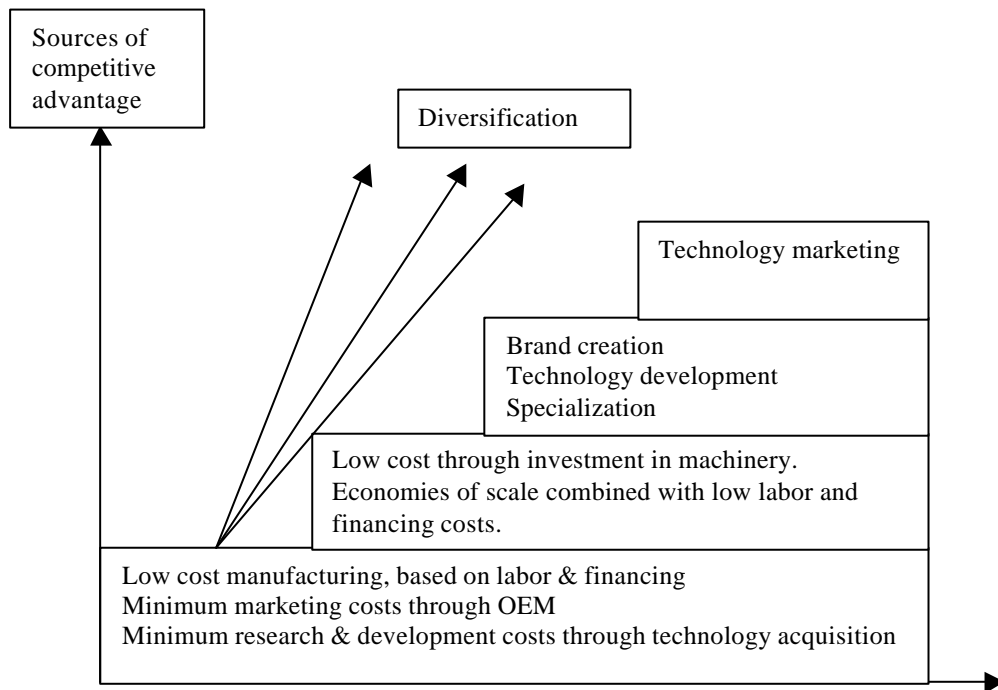 Sources of
competitive
advantage
Diversification
Technology marketing
Brand creation
Technology development
Specialization
Low cost through investment in machinery.
Economies of scale combined with low labor and
financing costs.
Low cost manufacturing, based on labor & financing
Minimum marketing costs through OEM
Minimum research & development costs through technology acquisition